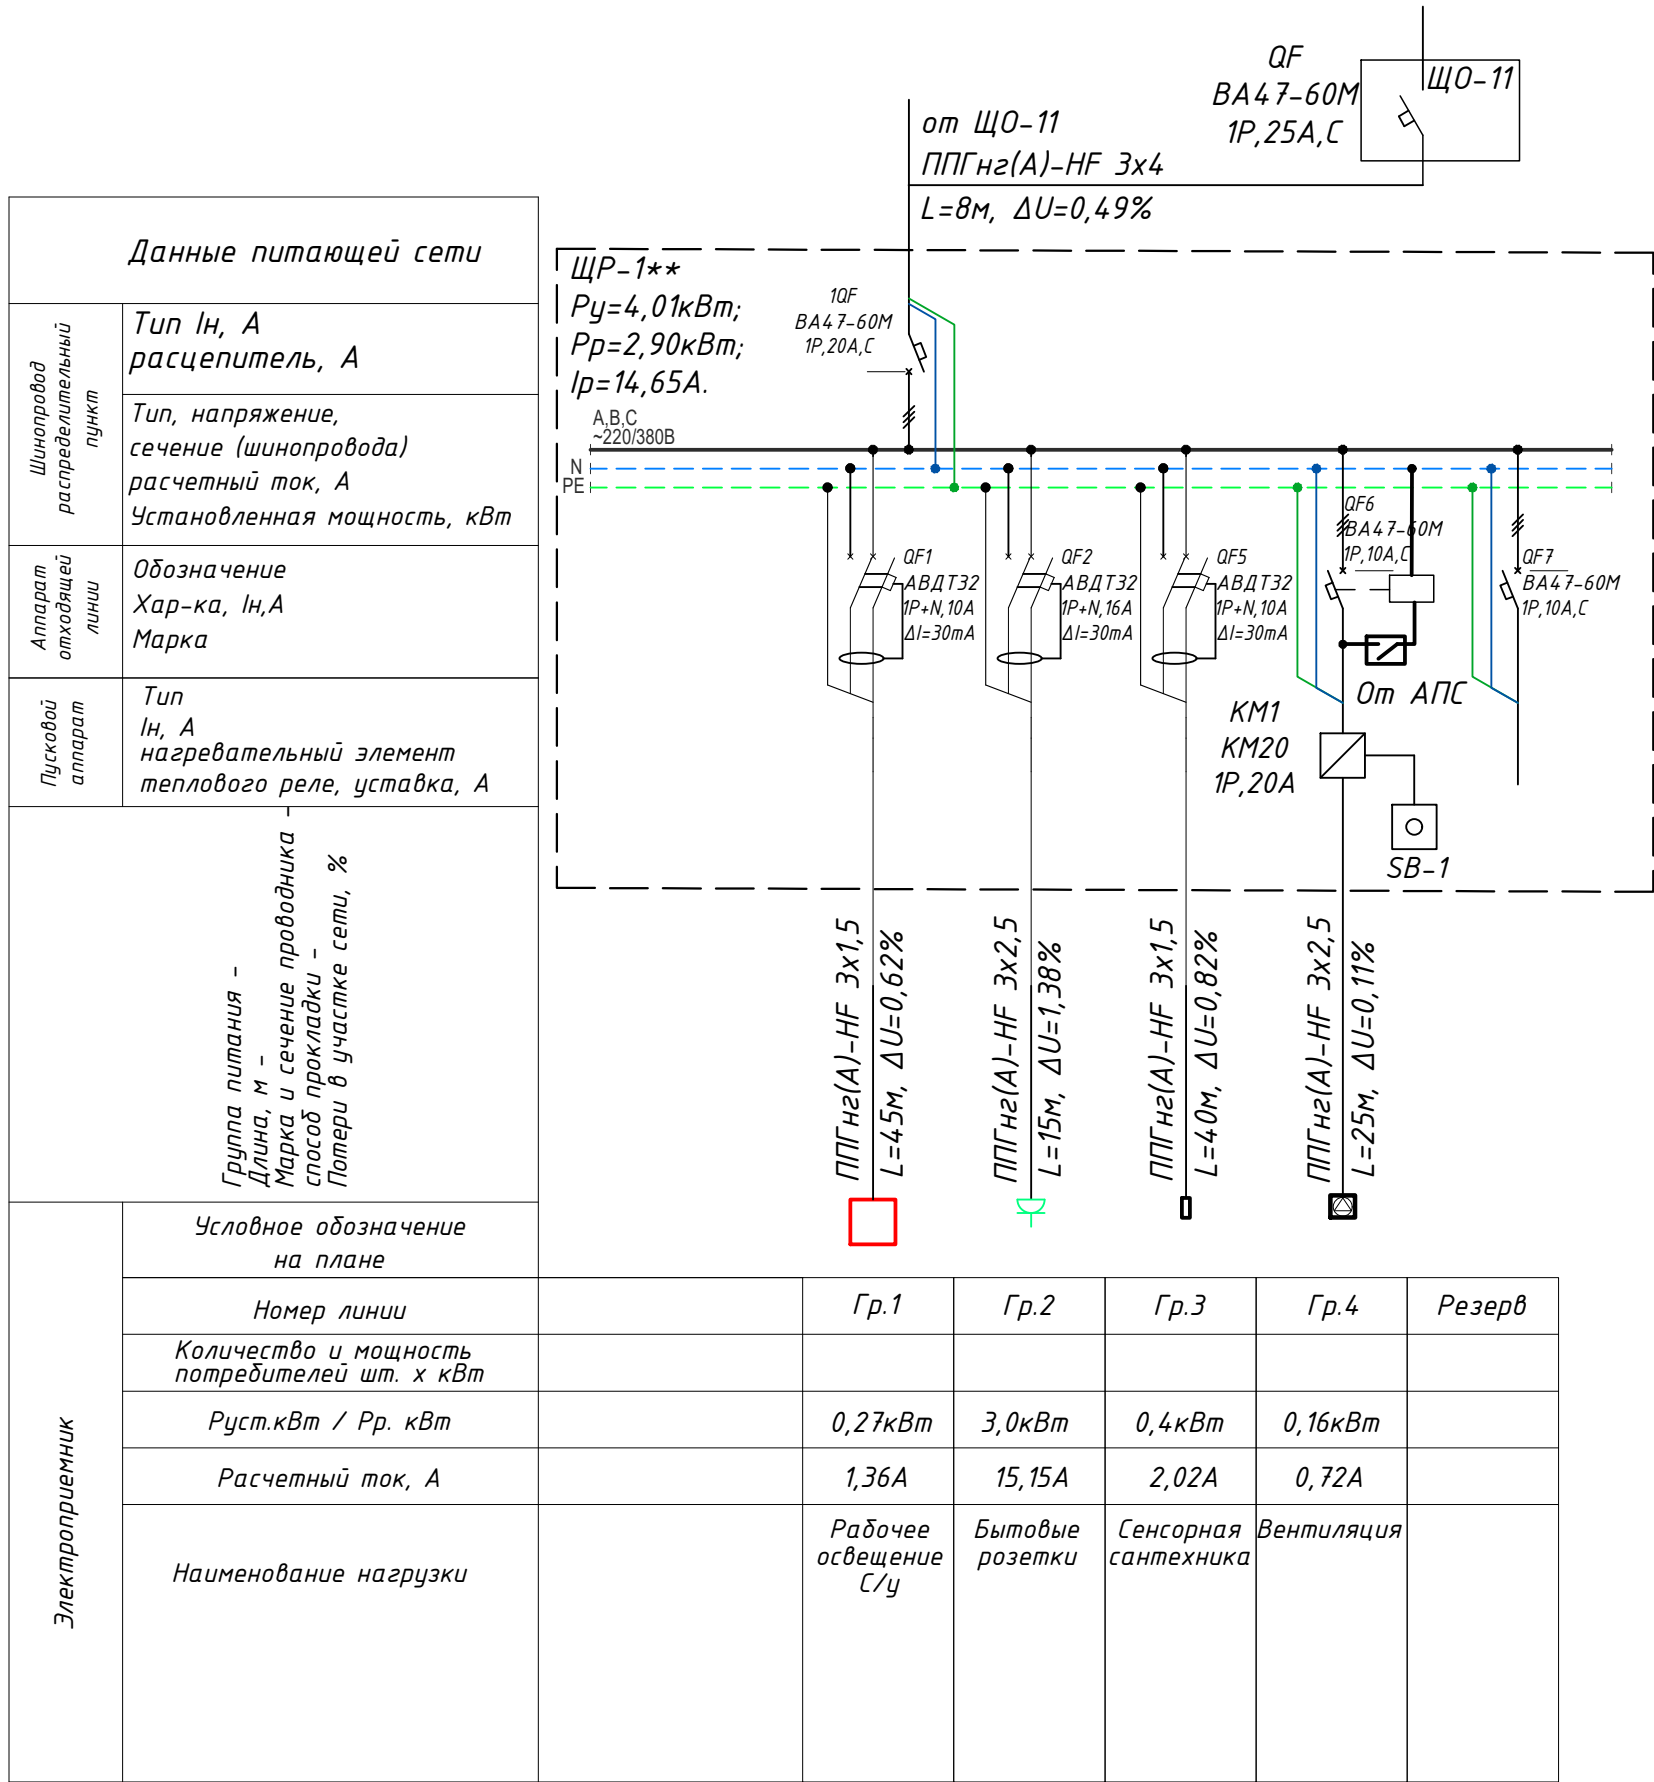 QF
ВА47-60М
1Р,25А,С
ЩО-11
от ЩО-11
ППГнг(А)-HF 3х4
L=8м, ΔU=0,49%
Данные питающей сети
Шинопровод
распределительный
пункт
Тип Iн, А
расцепитель, А
Тип, напряжение,
сечение (шинопровода)
расчетный ток, А
Установленная мощность, кВт
Аппарат
отходящей
линии
Обозначение
Хар-ка, Iн,А
Марка
Пусковой
аппарат
Тип
Iн, А
нагревательный элемент
теплового реле, уставка, А
Группа питания -
Длина, м -
Марка и сечение проводника -
способ прокладки -
Потери в участке сети, %
ЩР-1**
Ру=4,01кВт;
Рр=2,90кВт;
Iр=14,65А.
1QF
ВА47-60М
1Р,20А,С
A,B,C
~220/380В
N
PE
QF1
АВДТ32
1Р+N,10А
ΔI=30mA
QF2
АВДТ32
1Р+N,16А
ΔI=30mA
QF5
АВДТ32
1Р+N,10А
ΔI=30mA
QF6
ВА47-60М
1Р,10А,С
QF7
ВА47-60М
1Р,10А,С
От АПС
КМ1
КМ20
1Р,20А
SB-1
ППГнг(А)-HF 3х1,5
L=45м, ΔU=0,62%
ППГнг(А)-HF 3х2,5
L=15м, ΔU=1,38%
ППГнг(А)-HF 3х1,5
L=40м, ΔU=0,82%
ППГнг(А)-HF 3х2,5
L=25м, ΔU=0,11%
Электроприемник
Условное обозначение
на плане
Номер линии
Гр.1
Гр.2
Гр.3
Гр.4
Резерв
Количество и мощность
потребителей шт. х кВт
Руст.кВт / Рр. кВт
0,27кВт
3,0кВт
0,4кВт
0,16кВт
Расчетный ток, А
1,36А
15,15А
2,02А
0,72А
Наименование нагрузки
Рабочее
освещение
С/у
Бытовые
розетки
Сенсорная
сантехника
Вентиляция